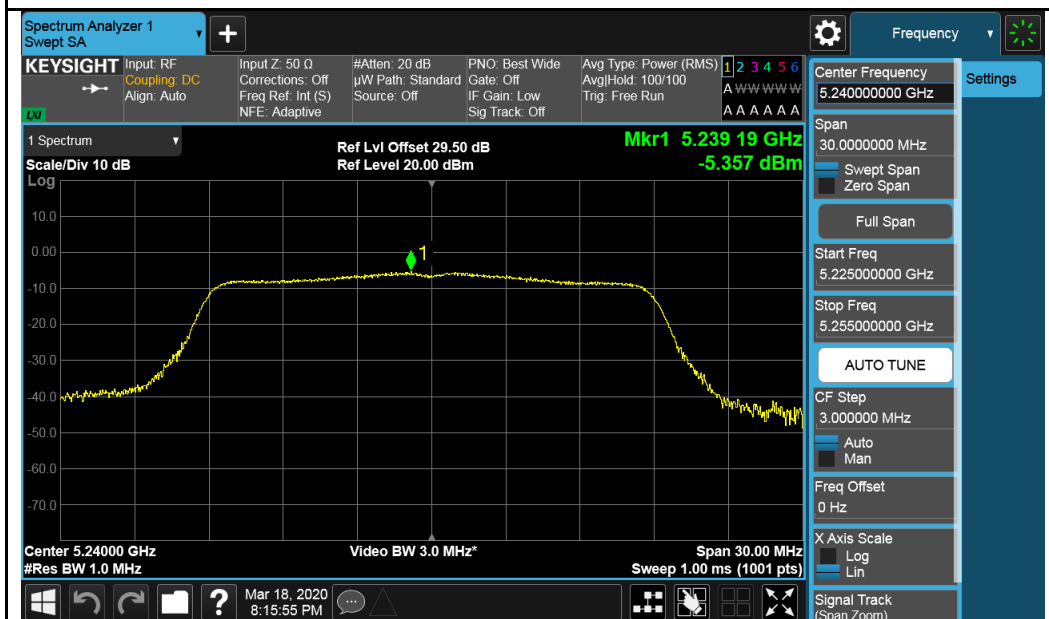 Spectrum Analyzer 1
Swept SA
+
Frequency
KEYSIGHT
LXI
Input: RF
Coupling: DC
Align: Auto
Input Z: 50 Ω
Corrections: Off
Freq Ref: Int (S)
NFE: Adaptive
#Atten: 20 dB
µW Path: Standard
Source: Off
PNO: Best Wide
Gate: Off
IF Gain: Low
Sig Track: Off
Avg Type: Power (RMS)
Avg|Hold: 100/100
Trig: Free Run
1 2 3 4 5 6
A W W W W W
A A A A A A
1 Spectrum
Scale/Div 10 dB
Log
Ref Lvl Offset 29.50 dB
Ref Level 20.00 dBm
Mkr1 5.239 19 GHz
-5.357 dBm
1
10.0
0.00
-10.0
-20.0
-30.0
-40.0
-50.0
-60.0
-70.0
Center 5.24000 GHz
#Res BW 1.0 MHz
Video BW 3.0 MHz*
Span 30.00 MHz
Sweep 1.00 ms (1001 pts)
Center Frequency
5.240000000 GHz
Settings
Span
30.0000000 MHz
Swept Span
Zero Span
Full Span
Start Freq
5.225000000 GHz
Stop Freq
5.255000000 GHz
AUTO TUNE
CF Step
3.000000 MHz
Auto
Man
Freq Offset
0 Hz
X Axis Scale
Log
Lin
Signal Track
(Span Zoom)
?
Mar 18, 2020
8:15:55 PM